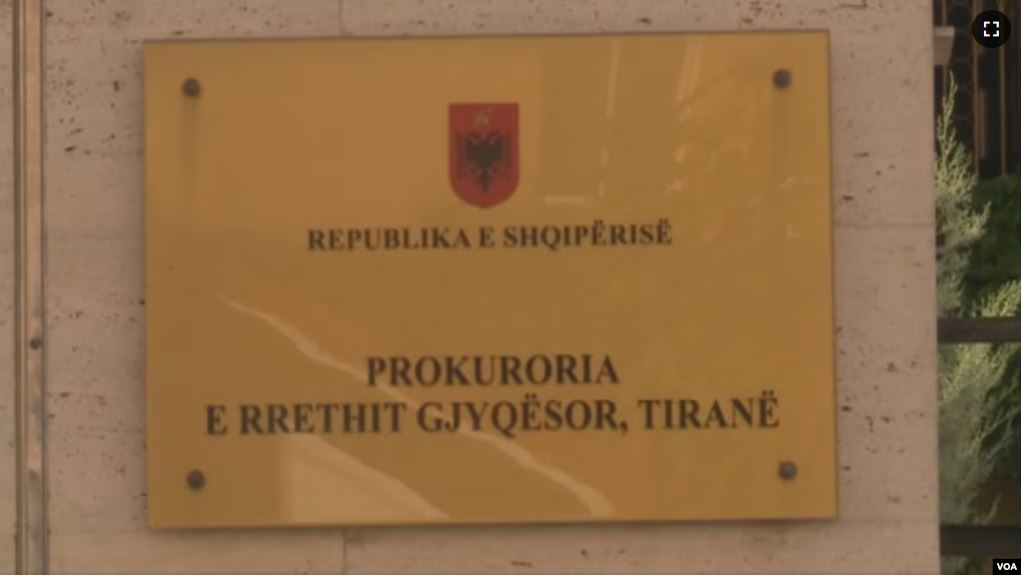 REPUBLIKA E SHQIPËRISË
PROKURORIA
E RRETHIT GJYQËSOR, TIRANË
VOA